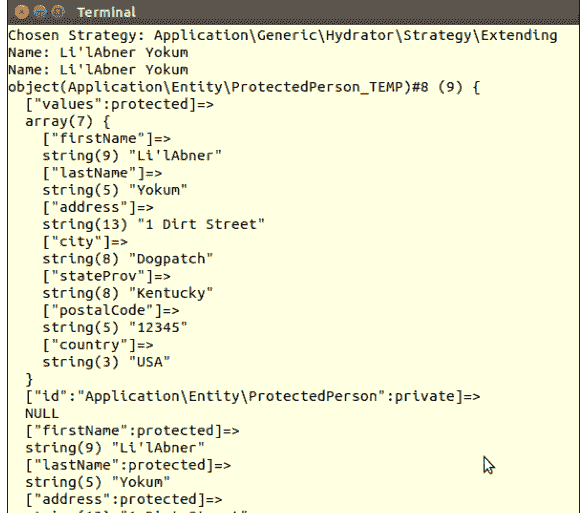 Terminal
Chosen Strategy: Application\Generic\Hydrator\Strategy\Extending
Name: Li'lAbner Yokum
Name: Li'lAbner Yokum
object(Application\Entity\ProtectedPerson_TEMP)#8 (9) {
  ["values":protected]=>
  array(7) {
    ["firstName"]=>
    string(9) "Li'lAbner"
    ["lastName"]=>
    string(5) "Yokum"
    ["address"]=>
    string(13) "1 Dirt Street"
    ["city"]=>
    string(8) "Dogpatch"
    ["stateProv"]=>
    string(8) "Kentucky"
    ["postalCode"]=>
    string(5) "12345"
    ["country"]=>
    string(3) "USA"
  }
  ["id":"Application\Entity\ProtectedPerson":private]=>
  NULL
  ["firstName":protected]=>
  string(9) "Li'lAbner"
  ["lastName":protected]=>
  string(5) "Yokum"
  ["address":protected]=>